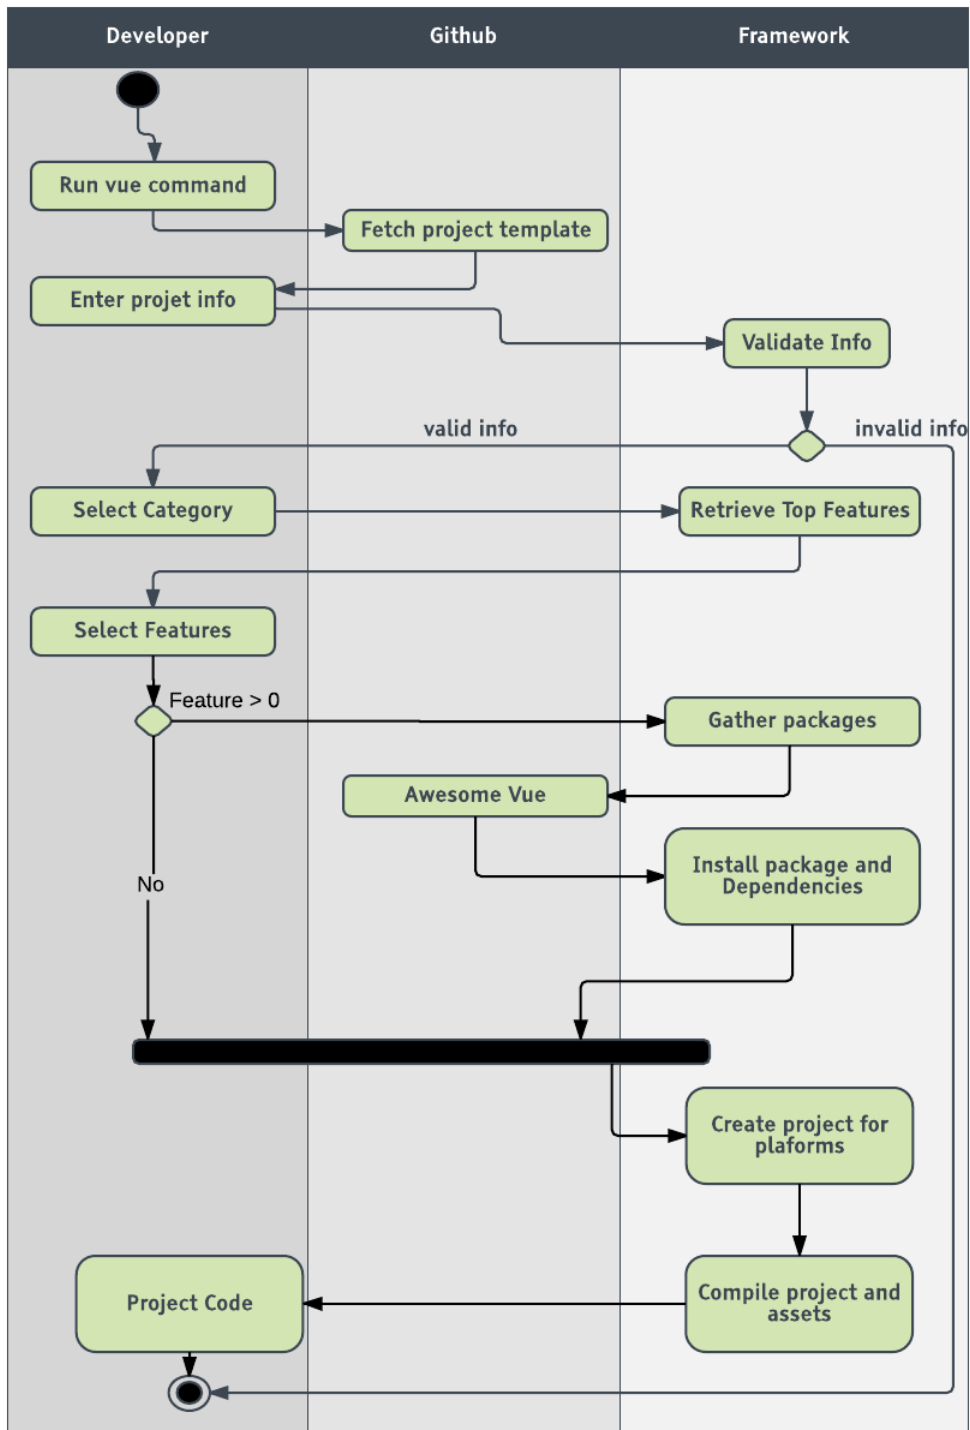 Developer
Github
Framework
Run vue command
Fetch project template
Enter projet info
Validate Info
valid info
invalid info
Select Category
Retrieve Top Features
Select Features
Feature > 0
Gather packages
Awesome Vue
Install package and
Dependencies
No
Create project for
plaforms
Project Code
Compile project and
assets